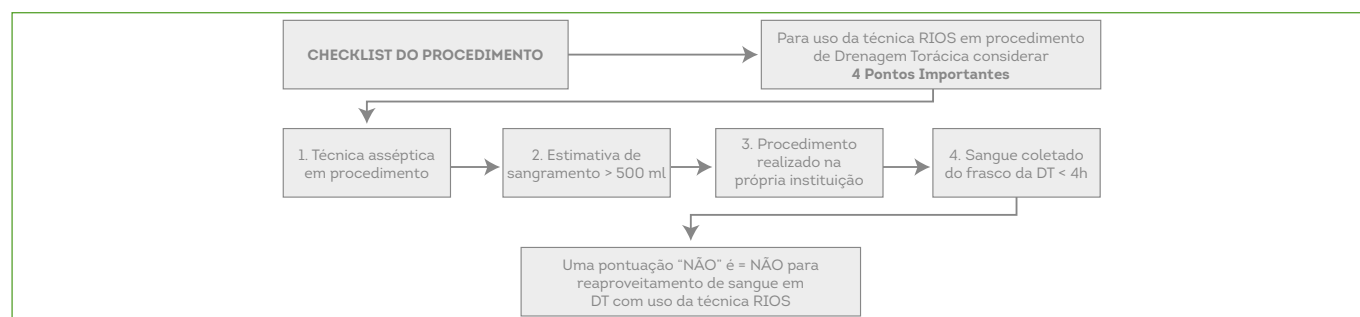 CHECKLIST DO PROCEDIMENTO
Para uso da técnica RIOS em procedimento
de Drenagem Torácica considerar
4 Pontos Importantes
1. Técnica asséptica
em procedimento
2. Estimativa de
sangramento > 500 ml
3. Procedimento
realizado na
própria instituição
4. Sangue coletado
do frasco da DT < 4h
Uma pontuação "NÃO" é = NÃO para
reaproveitamento de sangue em
DT com uso da técnica RIOS